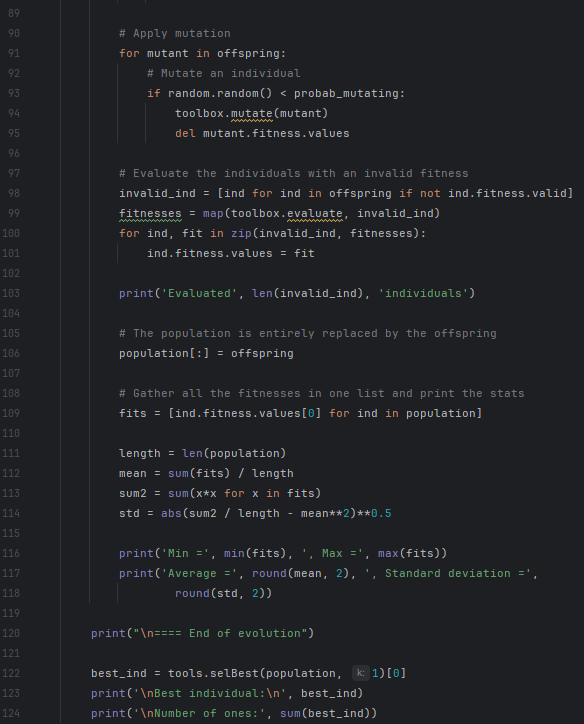 89
90 # Apply mutation
91 for mutant in offspring:
92 # Mutate an individual
93 if random.random() < probab_mutating:
94 toolbox.mutate(mutant)
95 del mutant.fitness.values
96
97 # Evaluate the individuals with an invalid fitness
98 invalid_ind = [ind for ind in offspring if not ind.fitness.valid]
99 fitnesses = map(toolbox.evaluate, invalid_ind)
100 for ind, fit in zip(invalid_ind, fitnesses):
101 ind.fitness.values = fit
102
103 print('Evaluated', len(invalid_ind), 'individuals')
104
105 # The population is entirely replaced by the offspring
106 population[:] = offspring
107
108 # Gather all the fitnesses in one list and print the stats
109 fits = [ind.fitness.values[0] for ind in population]
110
111 length = len(population)
112 mean = sum(fits) / length
113 sum2 = sum(x*x for x in fits)
114 std = abs(sum2 / length - mean**2)**0.5
115
116 print('Min =', min(fits), ', Max =', max(fits))
117 print('Average =', round(mean, 2), ', Standard deviation =',
118 round(std, 2))
119
120 print("\n==== End of evolution")
121
122 best_ind = tools.selBest(population, k: 1)[0]
123 print('\nBest individual:\n', best_ind)
124 print('\nNumber of ones:', sum(best_ind))